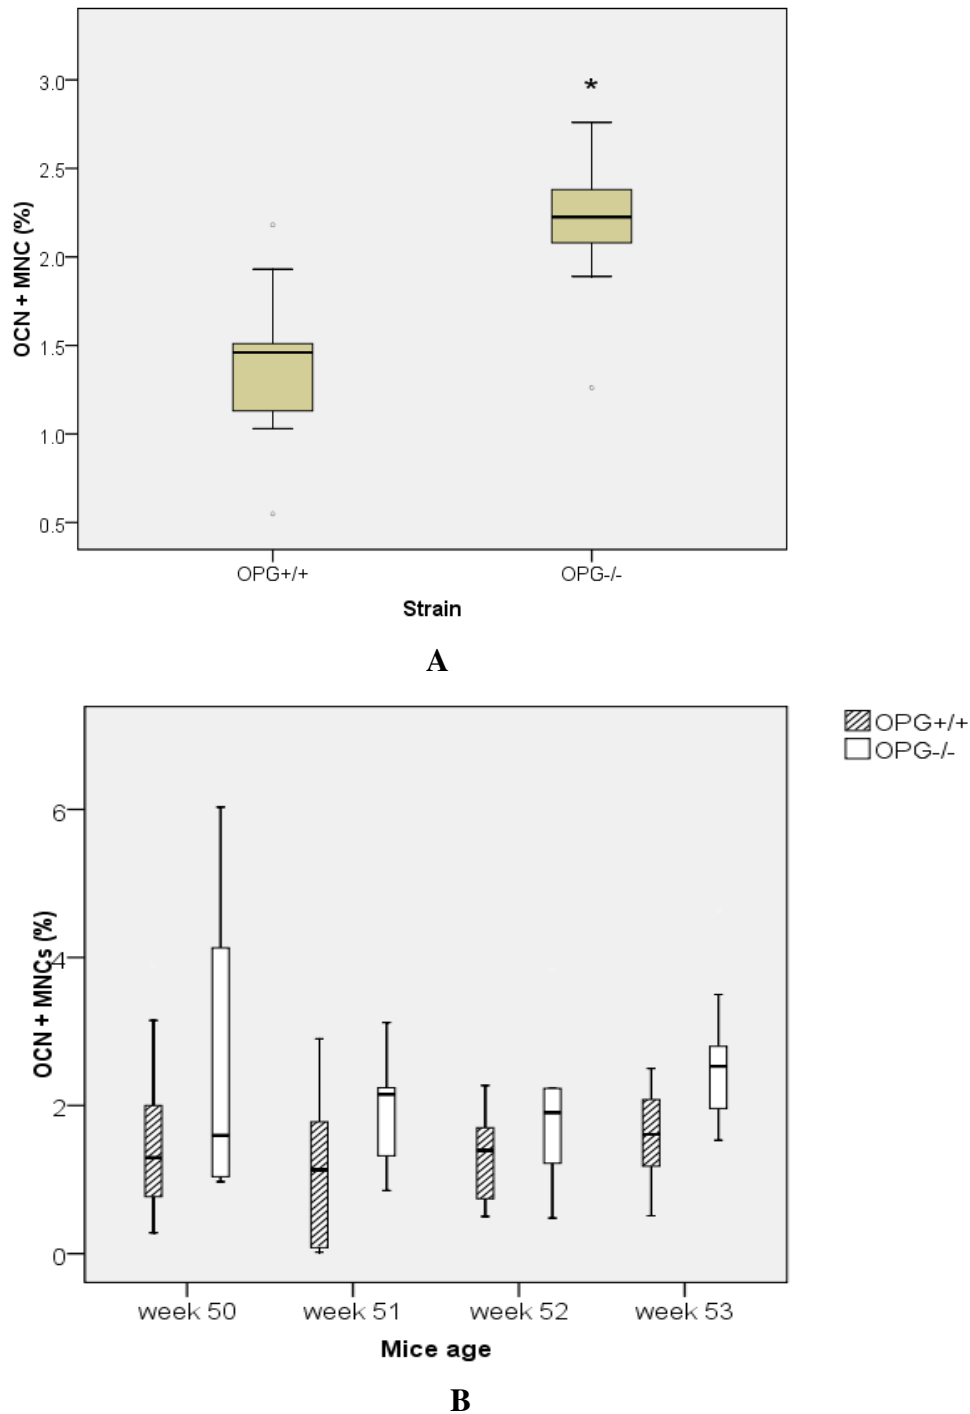 3.0
2.5
2.0
1.5
1.0
0.5
OCN + MNC (%)
*
OPG+/+ OPG-/-
Strain
A
OPG+/+
OPG-/-
6
4
2
0
OCN + MNCs (%)
week 50 week 51 week 52 week 53
Mice age
B